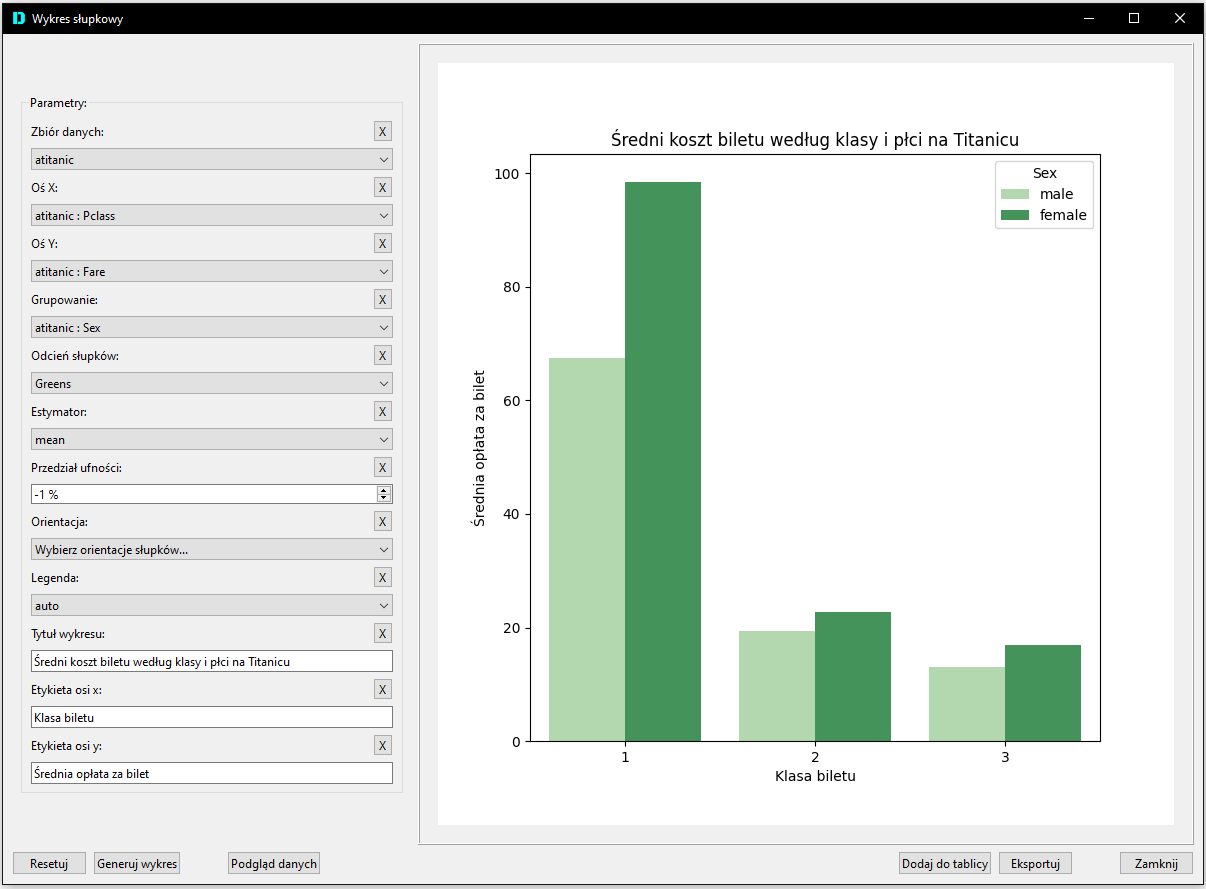 Wykres słupkowy
Parametry:
Zbiór danych:
X
atitanic
Oś X:
X
atitanic : Pclass
Oś Y:
X
atitanic : Fare
Grupowanie:
X
atitanic : Sex
Odcień słupków:
X
Greens
Estymator:
X
mean
Przedział ufności:
X
-1 %
Orientacja:
X
Wybierz orientacje słupków...
Legenda:
X
auto
Tytuł wykresu:
X
Średni koszt biletu według klasy i płci na Titanicu
Etykieta osi x:
X
Klasa biletu
Etykieta osi y:
X
Średnia opłata za bilet
Średni koszt biletu według klasy i płci na Titanicu
Sex
male
female
100
80
60
40
20
0
Średnia opłata za bilet
1 2 3
Klasa biletu
Resetuj
Generuj wykres
Podgląd danych
Dodaj do tablicy
Eksportuj
Zamknij